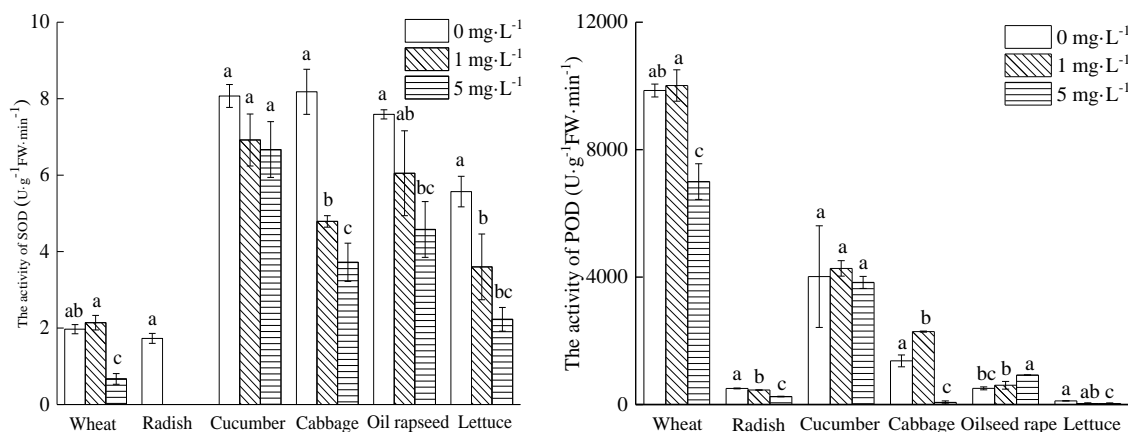 The activity of SOD (U·g⁻¹FW·min⁻¹)
10
8
6
4
2
0
0 mg·L⁻¹
1 mg·L⁻¹
5 mg·L⁻¹
ab a c
a
a a a
a b c
a ab bc
a b bc
Wheat Radish Cucumber Cabbage Oil rapseed Lettuce
The activity of POD (U·g⁻¹FW·min⁻¹)
12000
8000
4000
0
0 mg·L⁻¹
1 mg·L⁻¹
5 mg·L⁻¹
ab a c
a a c
a a a
a b c
bc b a
a ab c
Wheat Radish Cucumber Cabbage Oilseed rape Lettuce